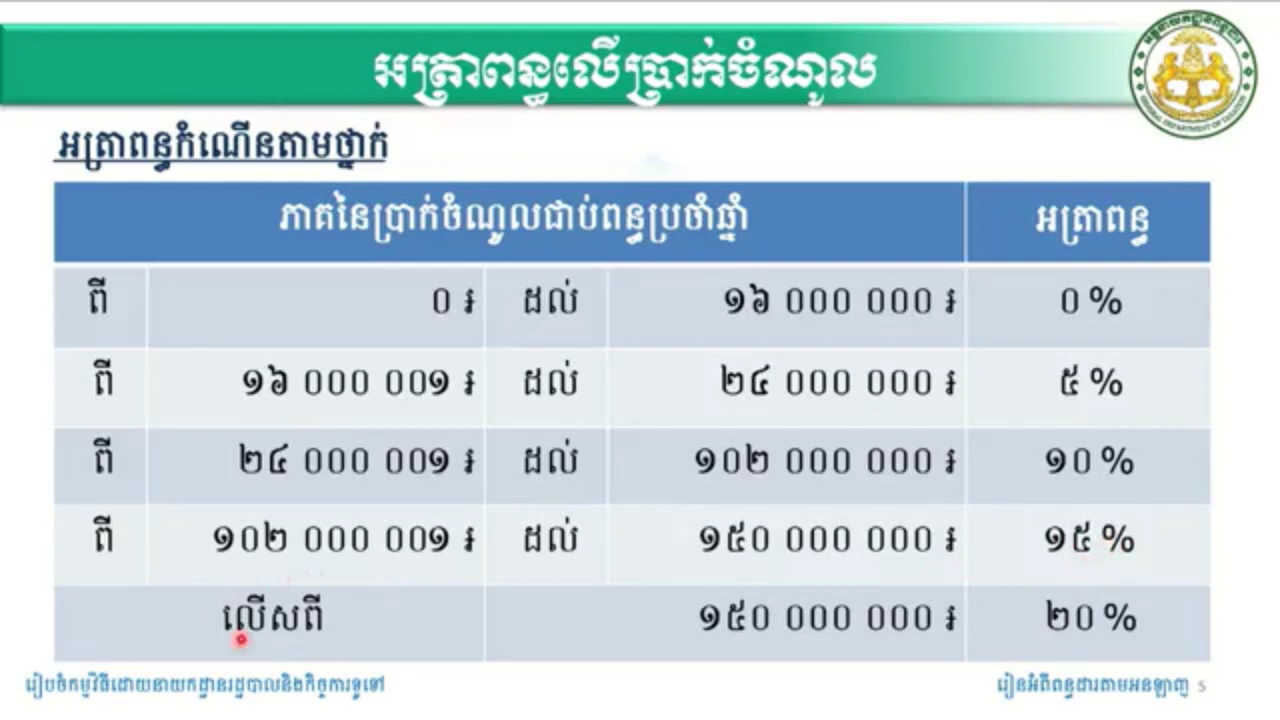 អត្រាពន្ធលើប្រាក់ចំណូល
អត្រាពន្ធកំណើនតាមថ្នាក់
ភាគនៃប្រាក់ចំណូលជាប់ពន្ធប្រចាំឆ្នាំ អត្រាពន្ធ
ពី ០ ៛ ដល់ ១៦ ០០០ ០០០ ៛ ០ %
ពី ១៦ ០០០ ០០១ ៛ ដល់ ២៤ ០០០ ០០០ ៛ ៥ %
ពី ២៤ ០០០ ០០១ ៛ ដល់ ១០២ ០០០ ០០០ ៛ ១០ %
ពី ១០២ ០០០ ០០១ ៛ ដល់ ១៥០ ០០០ ០០០ ៛ ១៥ %
លើសពី ១៥០ ០០០ ០០០ ៛ ២០ %
រៀបចំកម្មវិធីដោយនាយកដ្ឋានរដ្ឋបាលនិងកិច្ចការទូទៅ
រៀនអំពីពន្ធដារតាមអនឡាញ 5
GENERAL DEPARTMENT OF TAXATION